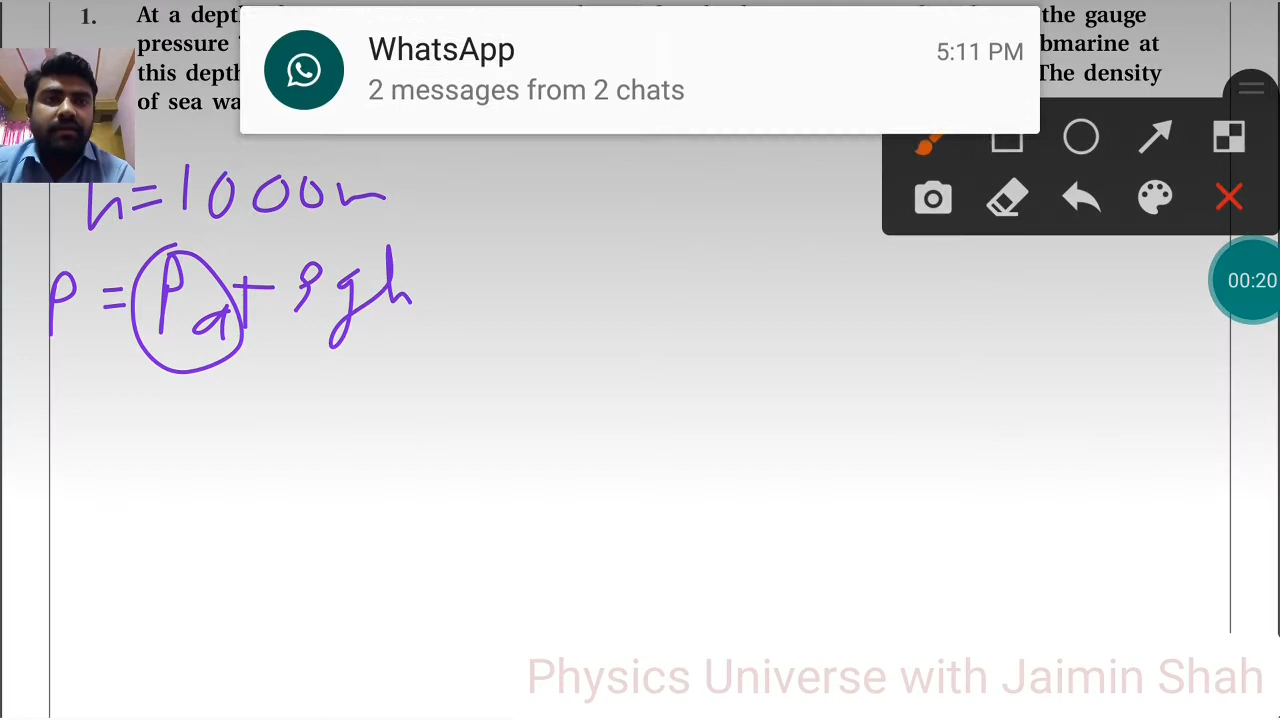 1. At a depth the gauge
pressure bmarine at
this depth The density
of sea wa
WhatsApp 5:11 PM
2 messages from 2 chats
h=1000m
P = Pa + ρgh
00:20
Physics Universe with Jaimin Shah